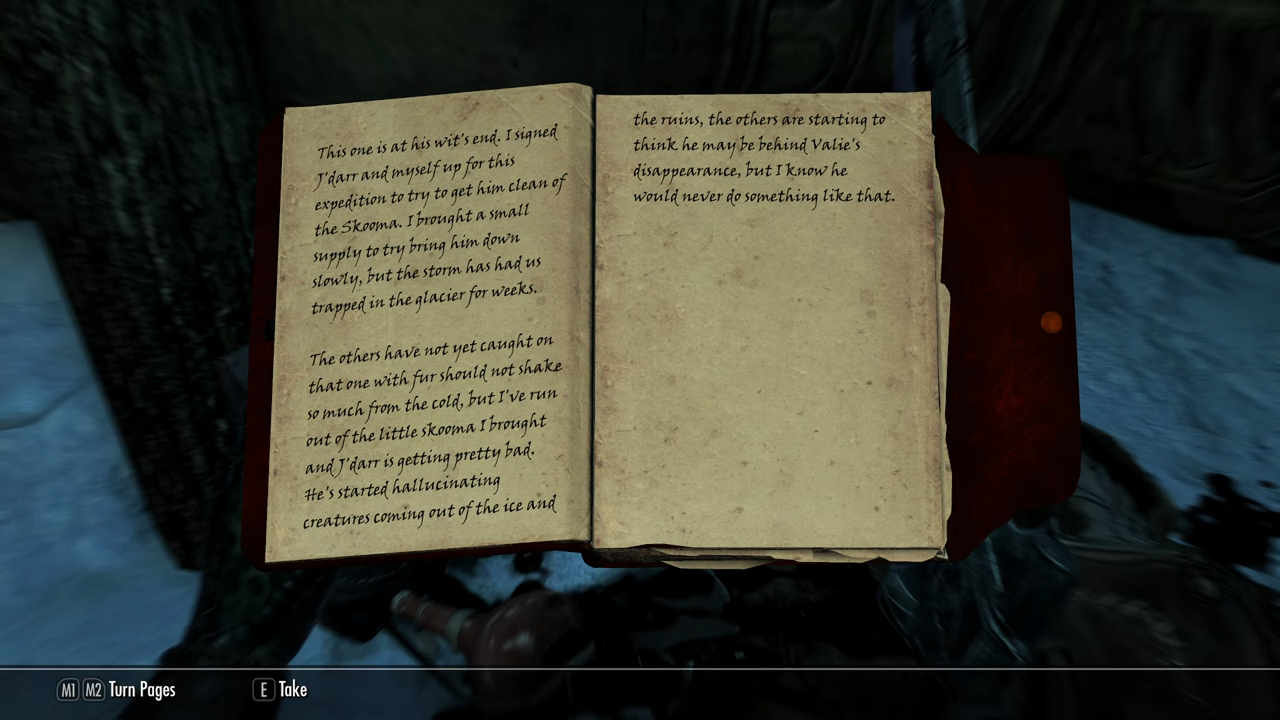 This one is at his wit's end. I signed
J'darr and myself up for this
expedition to try to get him clean of
the Skooma. I brought a small
supply to try bring him down
slowly, but the storm has had us
trapped in the glacier for weeks.
The others have not yet caught on
that one with fur should not shake
so much from the cold, but I've run
out of the little skooma I brought
and J'darr is getting pretty bad.
He's started hallucinating
creatures coming out of the ice and
the ruins, the others are starting to
think he may be behind Valie's
disappearance, but I know he
would never do something like that.
M1 M2 Turn Pages E Take